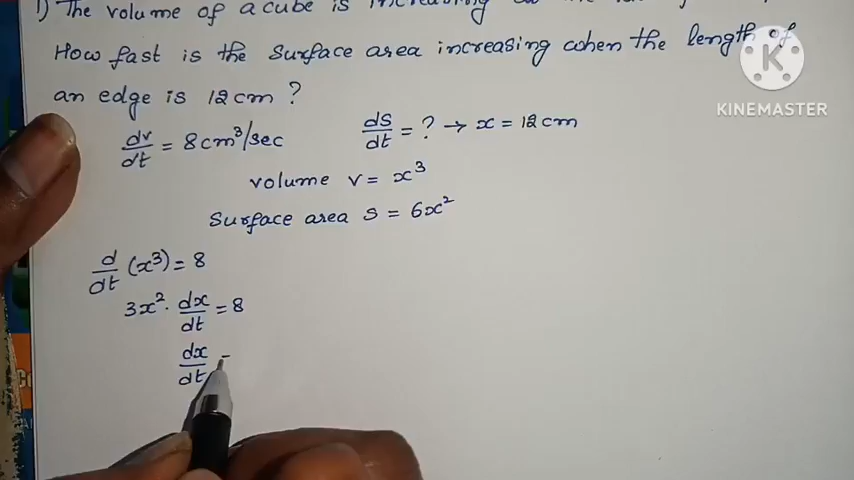 1) The volume of a cube is increasing
How fast is the surface area increasing when the length of
an edge is 12 cm ?
dv/dt = 8 cm³/sec ds/dt = ? → x = 12 cm
volume v = x³
Surface area s = 6x²
d/dt (x³) = 8
3x² · dx/dt = 8
dx/dt =
KINEMASTER